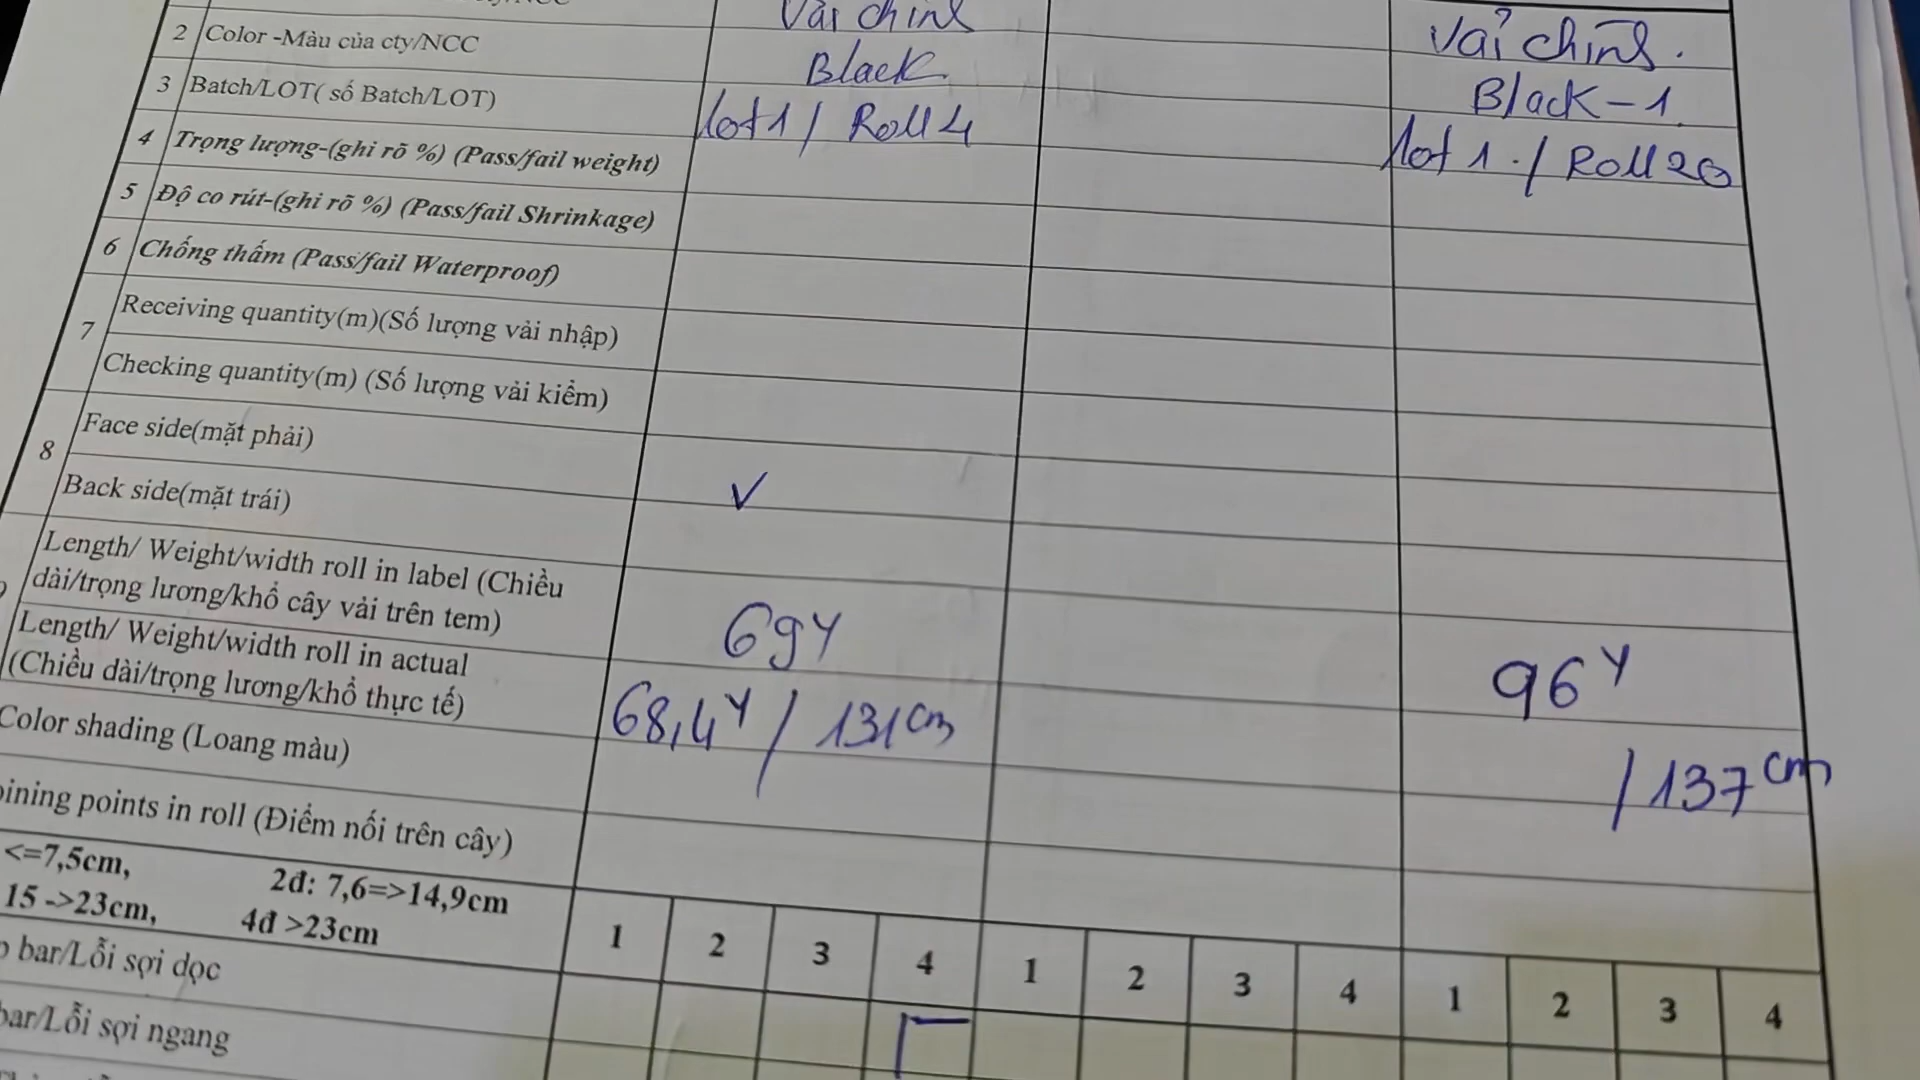 Vải chính
Vải chính.
2 Color -Màu của cty/NCC Black Black-1
3 Batch/LOT( số Batch/LOT) lot 1 / Roll 4 lot 1 / Roll 20
4 Trọng lượng-(ghi rõ %) (Pass/fail weight)
5 Độ co rút-(ghi rõ %) (Pass/fail Shrinkage)
6 Chống thấm (Pass/fail Waterproof)
7 Receiving quantity(m)(Số lượng vải nhập)
Checking quantity(m) (Số lượng vải kiểm)
8 Face side(mặt phải) ✓
Back side(mặt trái)
Length/ Weight/width roll in label (Chiều
dài/trọng lương/khổ cây vải trên tem) 69Y 96Y
Length/ Weight/width roll in actual
(Chiều dài/trọng lương/khổ thực tế) 68,4Y / 131cm / 137cm
Color shading (Loang màu)
ining points in roll (Điểm nối trên cây)
<=7,5cm, 2đ: 7,6=>14,9cm
15 ->23cm, 4đ >23cm
1 2 3 4 1 2 3 4 1 2 3 4
bar/Lỗi sợi dọc
bar/Lỗi sợi ngang